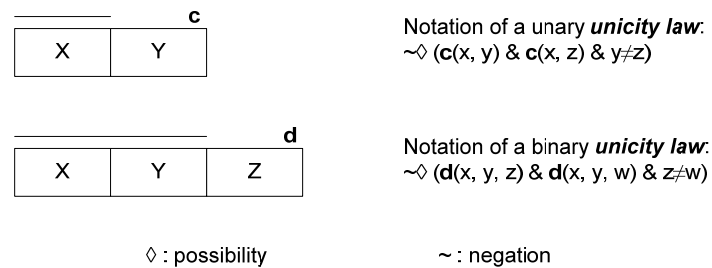 c
X Y
Notation of a unary unicity law:
~◊ (c(x, y) & c(x, z) & y≠z)
d
X Y Z
Notation of a binary unicity law:
~◊ (d(x, y, z) & d(x, y, w) & z≠w)
◊ : possibility ~ : negation